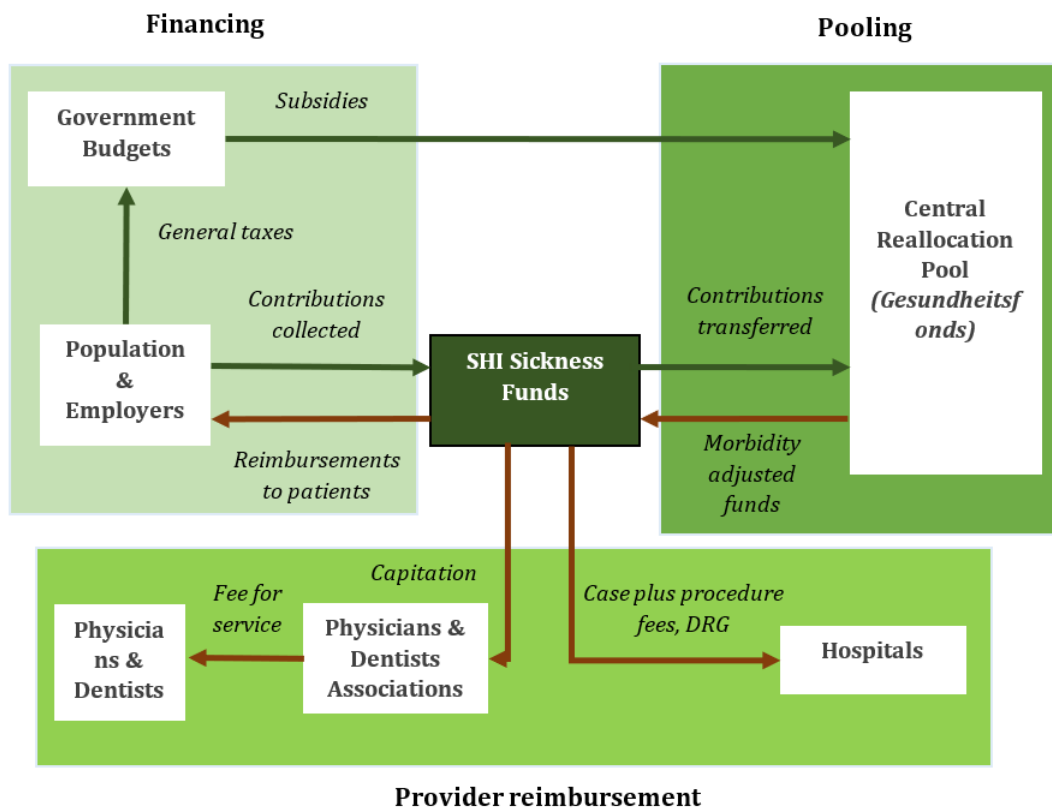 Financing
Pooling
Subsidies
Government
Budgets
General taxes
Central
Reallocation
Pool
(Gesundheitsf
onds)
Contributions
collected
Contributions
transferred
Population
&
Employers
SHI Sickness
Funds
Reimbursements
to patients
Morbidity
adjusted
funds
Capitation
Fee for
service
Case plus procedure
fees, DRG
Physicia
ns &
Dentists
Physicians &
Dentists
Associations
Hospitals
Provider reimbursement